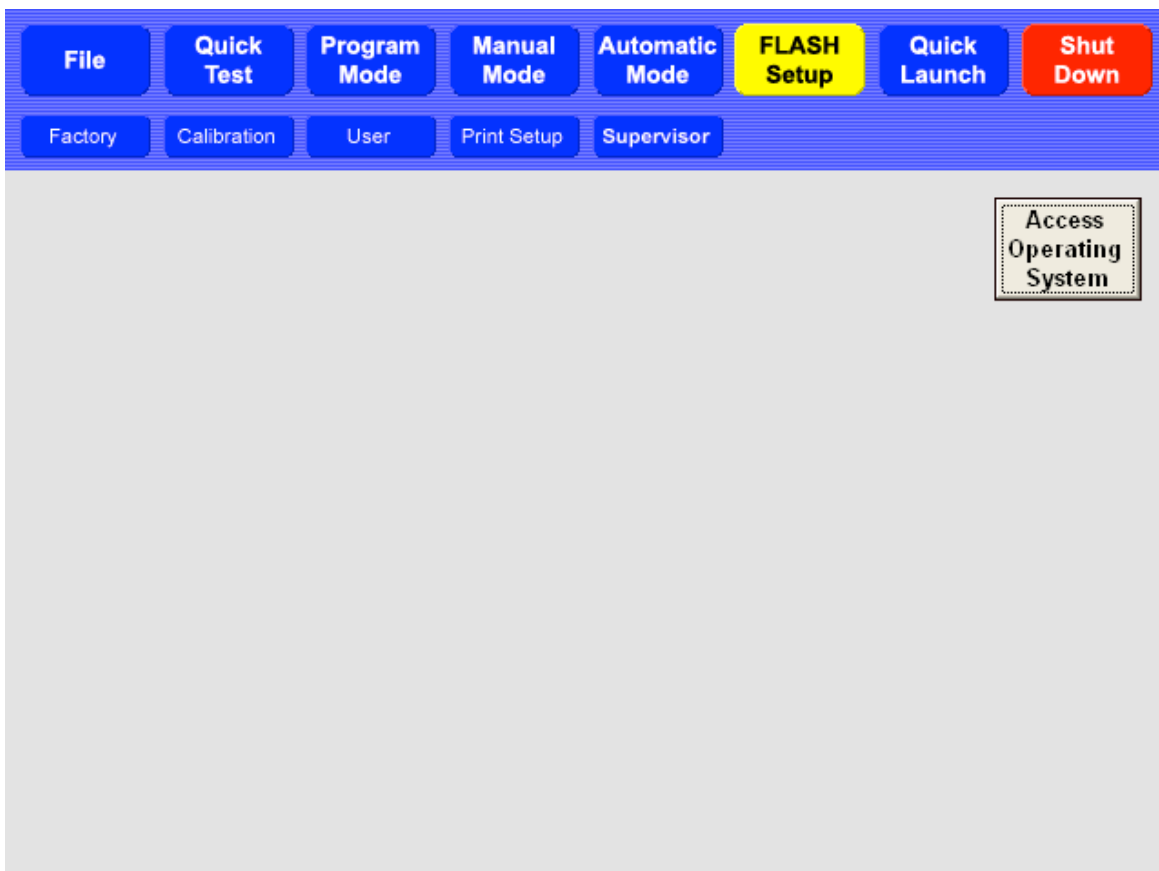 File
Quick
Test
Program
Mode
Manual
Mode
Automatic
Mode
FLASH
Setup
Quick
Launch
Shut
Down
Factory
Calibration
User
Print Setup
Supervisor
Access
Operating
System